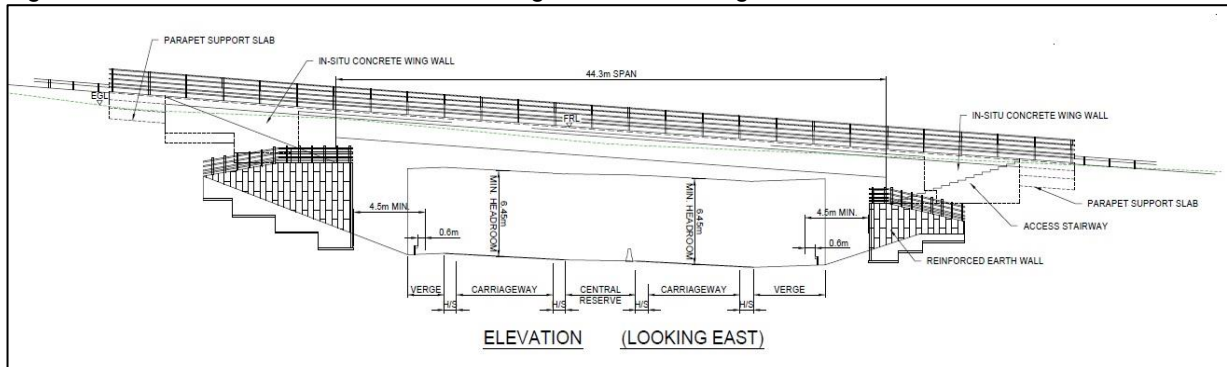 PARAPET SUPPORT SLAB
IN-SITU CONCRETE WING WALL
44.3m SPAN
EGL
FRL
IN-SITU CONCRETE WING WALL
MIN. HEADROOM
6.45m
MIN. HEADROOM
6.45m
4.5m MIN.
0.6m
4.5m MIN.
0.6m
PARAPET SUPPORT SLAB
ACCESS STAIRWAY
REINFORCED EARTH WALL
VERGE
H/S
CARRIAGEWAY
H/S
CENTRAL
RESERVE
H/S
CARRIAGEWAY
H/S
VERGE
ELEVATION (LOOKING EAST)